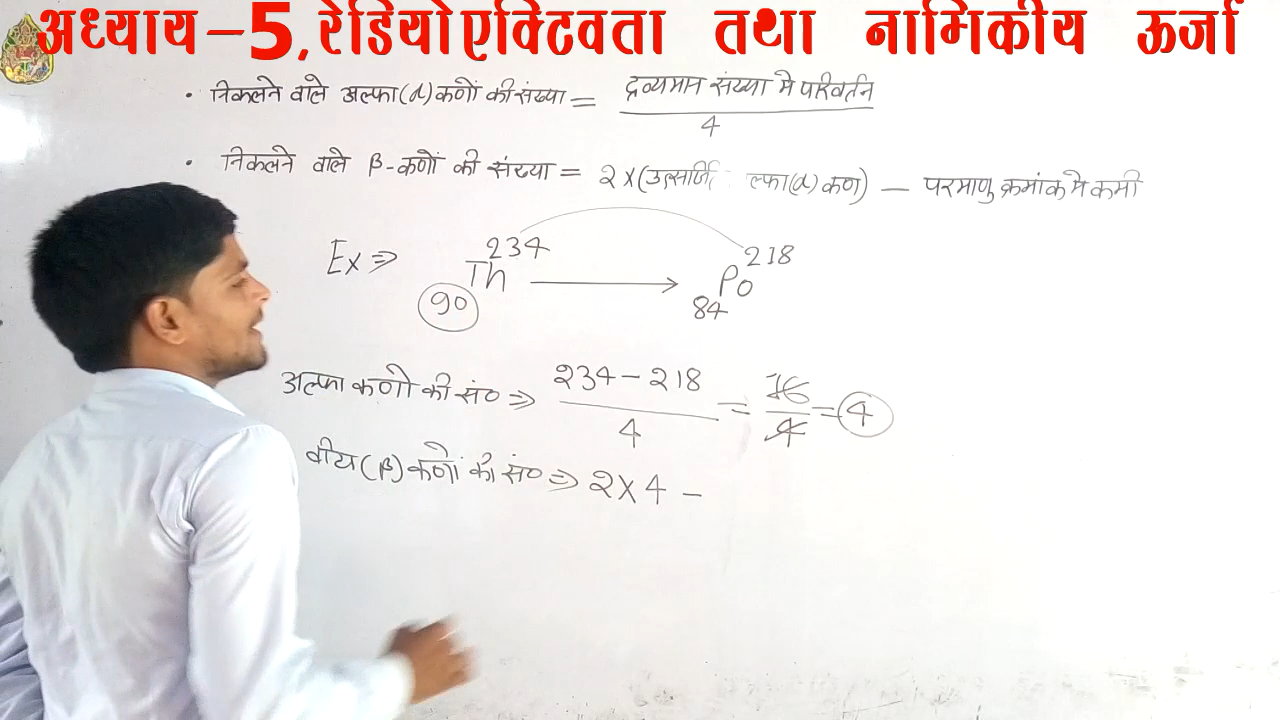 अध्याय-5, रेडियोएक्टिवता तथा नामिकीय ऊर्जा
• निकलने वाले अल्फा(α) कणों की संख्या = द्रव्यमान संख्या मे परिवर्तन / 4
• निकलने वाले β-कणों की संख्या = 2×(उत्सर्जि ल्फा(α) कण) — परमाणु क्रमांक मे कमी
Ex ⇒ 90 Th 234 → 84 Po 218
अल्फा कणो की सं० ⇒ 234 - 218 / 4 = 16 / 4 = 4
बीटा (β) कणों की सं० ⇒ 2×4 -